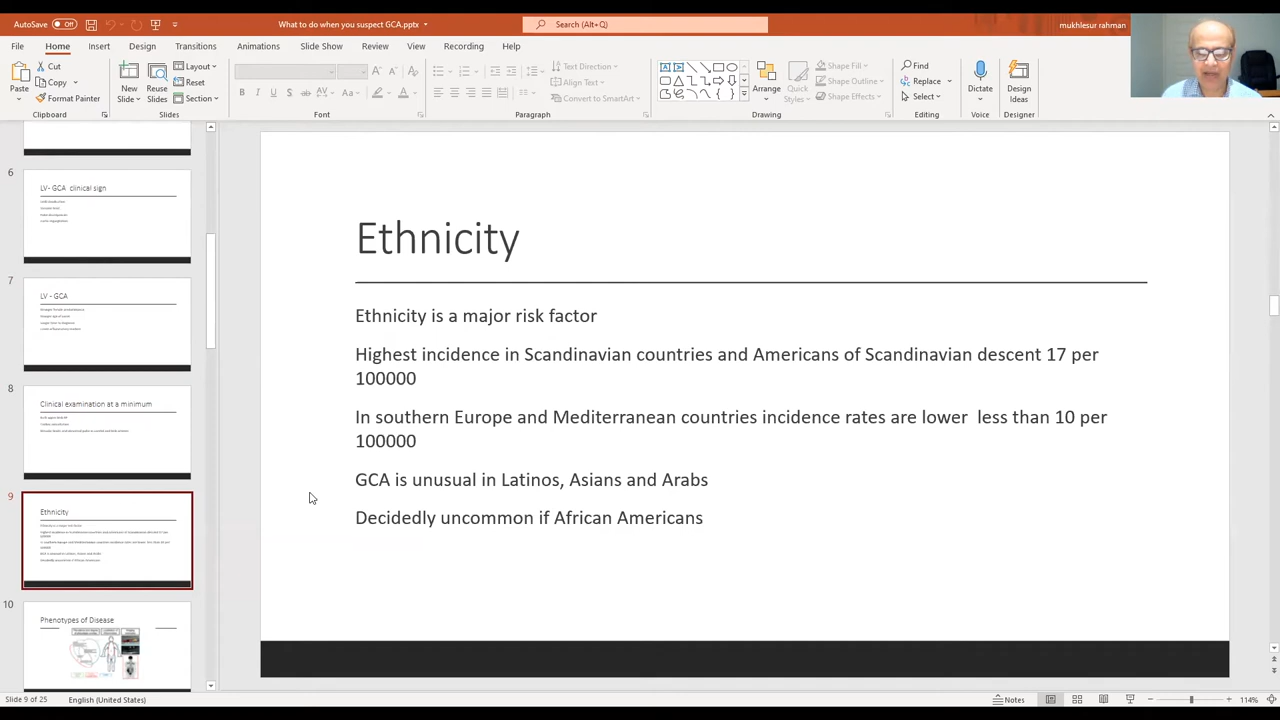 AutoSave Off What to do when you suspect GCA.pptx Search (Alt+Q) mukhlesur rahman
File Home Insert Design Transitions Animations Slide Show Review View Recording Help
Paste Cut Copy Format Painter Clipboard
New Slide Reuse Slides Layout Reset Section Slides
B I U S ab AV Aa A Font
Text Direction Align Text Convert to SmartArt Paragraph
Arrange Quick Styles Shape Fill Shape Outline Shape Effects Drawing
Find Replace Select Editing
Dictate Voice
Design Ideas Designer
6
LV- GCA clinical sign
7
LV - GCA
8
Clinical examination at a minimum
9
Ethnicity
10
Phenotypes of Disease
Ethnicity
Ethnicity is a major risk factor
Highest incidence in Scandinavian countries and Americans of Scandinavian descent 17 per
100000
In southern Europe and Mediterranean countries incidence rates are lower less than 10 per
100000
GCA is unusual in Latinos, Asians and Arabs
Decidedly uncommon if African Americans
Slide 9 of 25 English (United States) Notes 114%